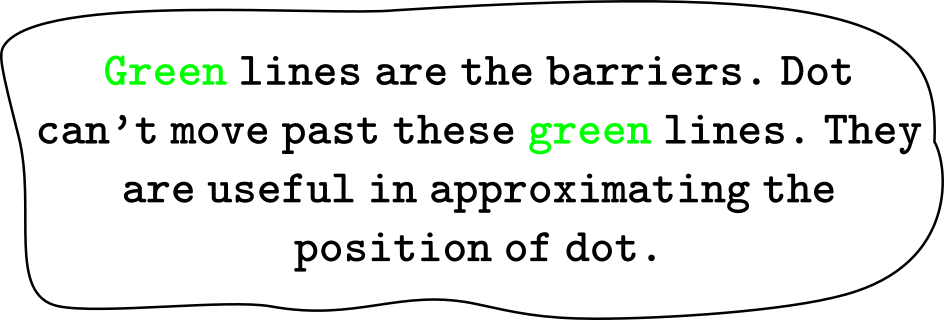 Green lines are the barriers. Dot
can't move past these green lines. They
are useful in approximating the
position of dot.